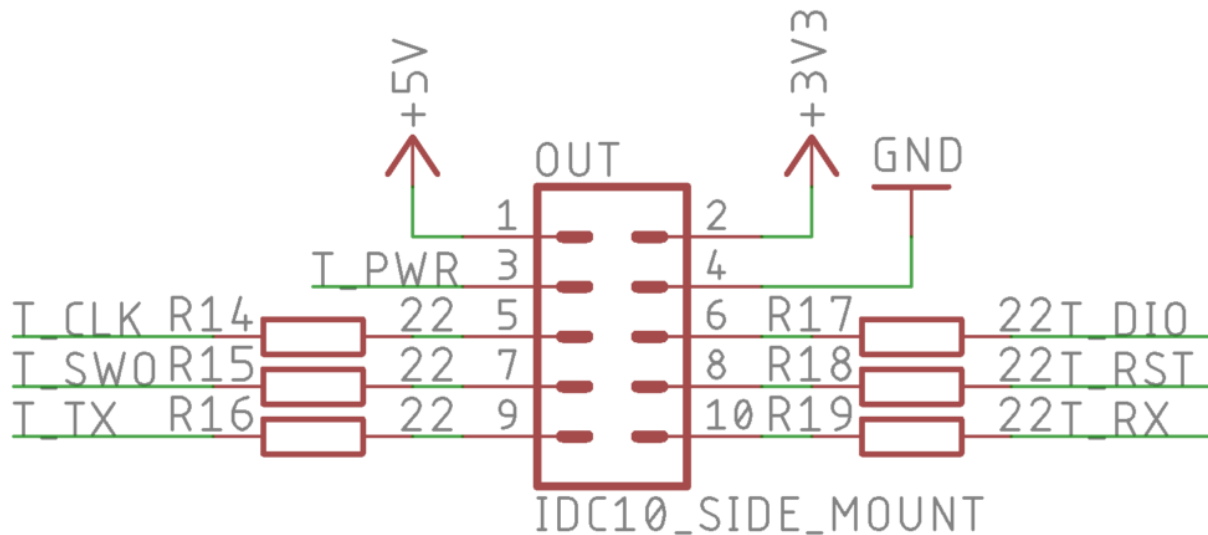 +5V
+3V3
OUT
GND
1 2
T_PWR 3 4
T_CLK R14 22 5 6 R17 22 T_DIO
T_SWO R15 22 7 8 R18 22 T_RST
T_TX R16 22 9 10 R19 22 T_RX
IDC10_SIDE_MOUNT